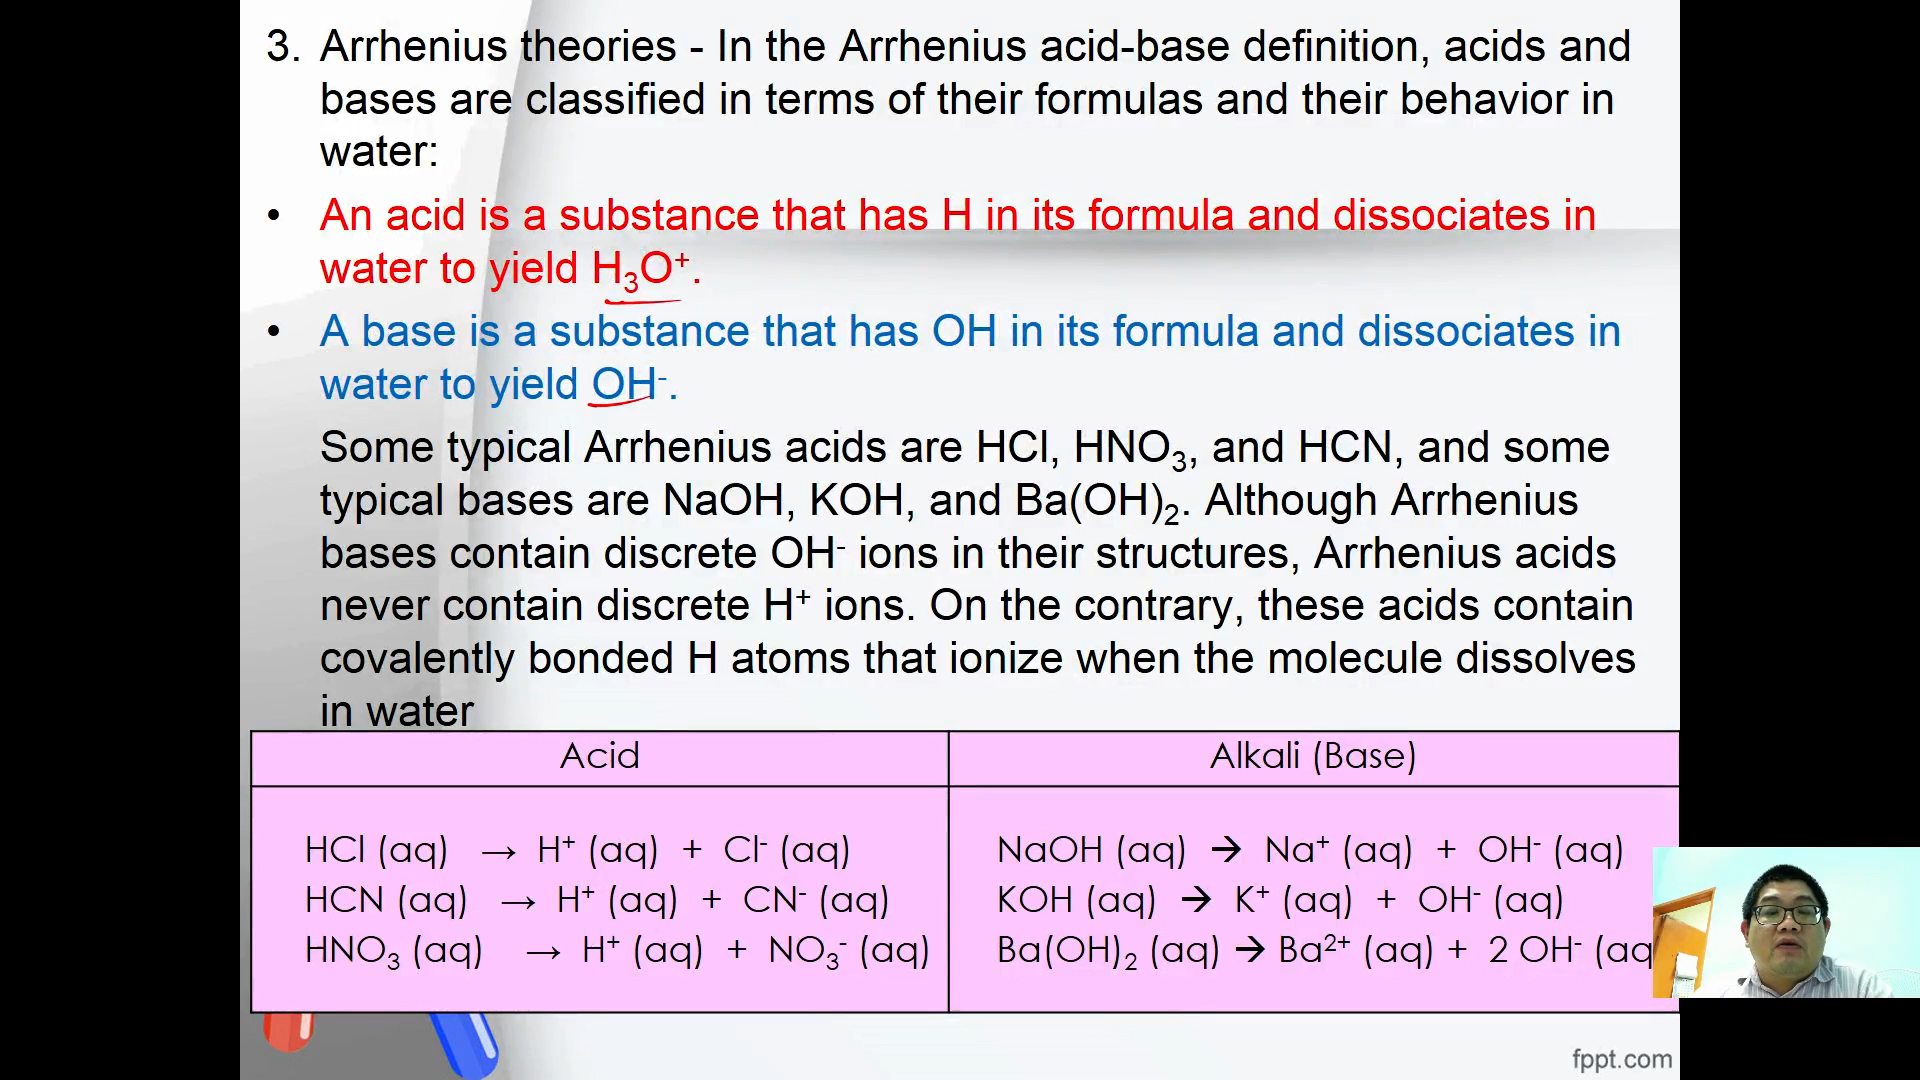 3. Arrhenius theories - In the Arrhenius acid-base definition, acids and
bases are classified in terms of their formulas and their behavior in
water:
• An acid is a substance that has H in its formula and dissociates in
water to yield H₃O⁺.
• A base is a substance that has OH in its formula and dissociates in
water to yield OH⁻.
Some typical Arrhenius acids are HCl, HNO₃, and HCN, and some
typical bases are NaOH, KOH, and Ba(OH)₂. Although Arrhenius
bases contain discrete OH⁻ ions in their structures, Arrhenius acids
never contain discrete H⁺ ions. On the contrary, these acids contain
covalently bonded H atoms that ionize when the molecule dissolves
in water
Acid
Alkali (Base)
HCl (aq) → H⁺ (aq) + Cl⁻ (aq)
HCN (aq) → H⁺ (aq) + CN⁻ (aq)
HNO₃ (aq) → H⁺ (aq) + NO₃⁻ (aq)
NaOH (aq) → Na⁺ (aq) + OH⁻ (aq)
KOH (aq) → K⁺ (aq) + OH⁻ (aq)
Ba(OH)₂ (aq) → Ba²⁺ (aq) + 2 OH⁻ (aq
fppt.com